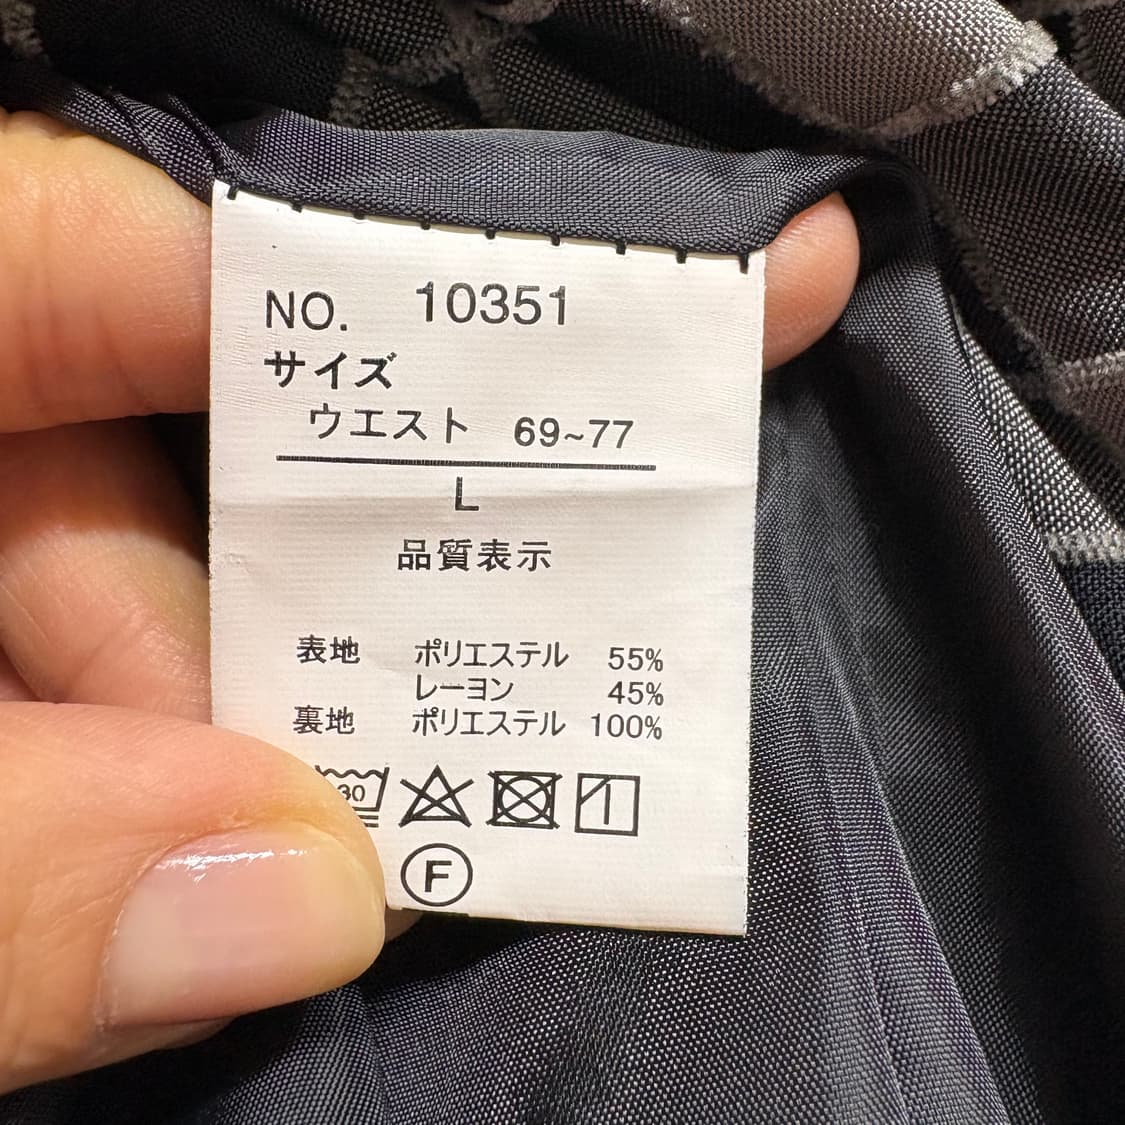 NO. 10351
サイズ
ウエスト 69~77
L
品質表示
表地 ポリエステル 55%
レーヨン 45%
裏地 ポリエステル 100%
30
F